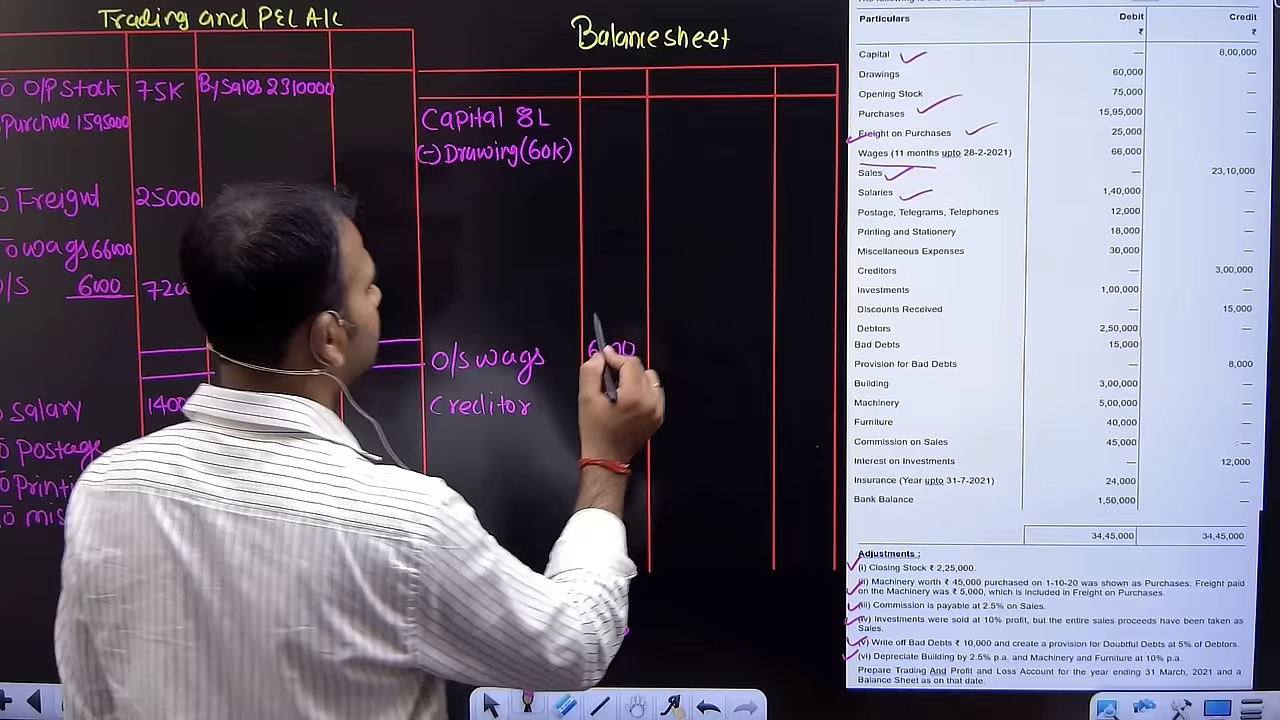 Trading and P&L A/c
To O/P Stock 75K By Sales 2310000
Purchase 1595000
To Freight 25000
To wags 66000
O/S 6000
To Salary
To Postage
Balance sheet
Capital 8L
(-) Drawing (60K)
O/s wags
Creditor
Particulars Debit Credit
₹ ₹
Capital — 8,00,000
Drawings 60,000 —
Opening Stock 75,000 —
Purchases 15,95,000 —
Freight on Purchases 25,000 —
Wages (11 months upto 28-2-2021) 66,000 —
Sales — 23,10,000
Salaries 1,40,000 —
Postage, Telegrams, Telephones 12,000 —
Printing and Stationery 18,000 —
Miscellaneous Expenses 30,000 —
Creditors — 3,00,000
Investments 1,00,000 —
Discounts Received — 15,000
Debtors 2,50,000 —
Bad Debts 15,000 —
Provision for Bad Debts — 8,000
Building 3,00,000 —
Machinery 5,00,000 —
Furniture 40,000 —
Commission on Sales 45,000 —
Interest on Investments — 12,000
Insurance (Year upto 31-7-2021) 24,000 —
Bank Balance 1,50,000 —
34,45,000 34,45,000
Adjustments :
(i) Closing Stock ₹ 2,25,000.
(ii) Machinery worth ₹ 45,000 purchased on 1-10-20 was shown as Purchases. Freight paid
on the Machinery was ₹ 5,000, which is included in Freight on Purchases.
(iii) Commission is payable at 2.5% on Sales.
(iv) Investments were sold at 10% profit, but the entire sales proceeds have been taken as
Sales.
(v) Write off Bad Debts ₹ 10,000 and create a provision for Doubtful Debts at 5% of Debtors.
(vi) Depreciate Building by 2.5% p.a. and Machinery and Furniture at 10% p.a.
Prepare Trading And Profit and Loss Account for the year ending 31 March, 2021 and a
Balance Sheet as on that date.